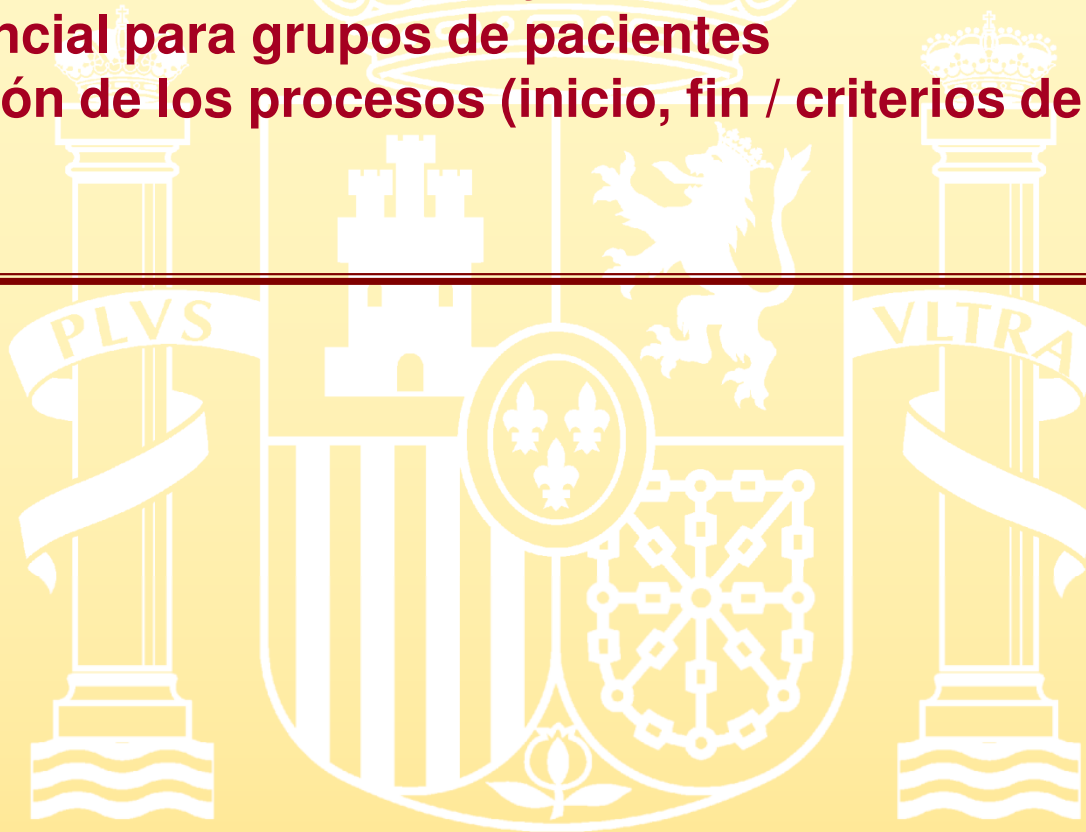 ncial para grupos de pacientes
ón de los procesos (inicio, fin / criterios de
PLVS
VLTRA